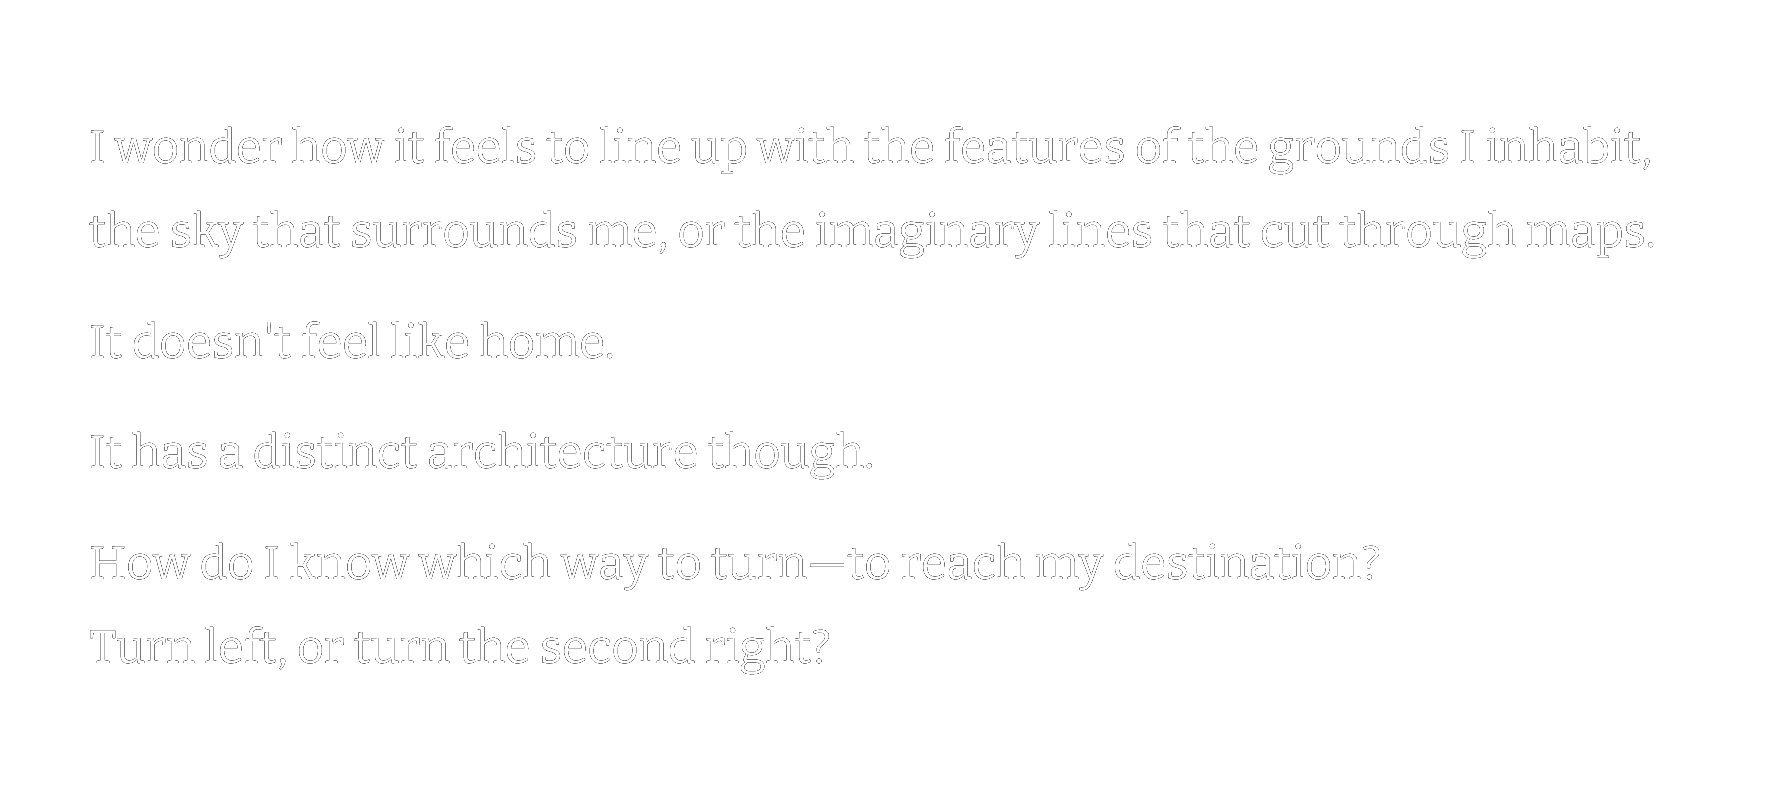 I wonder how it feels to line up with the features of the grounds I inhabit,
the sky that surrounds me, or the imaginary lines that cut through maps.
It doesn't feel like home.
It has a distinct architecture though.
How do I know which way to turn—to reach my destination?
Turn left, or turn the second right?